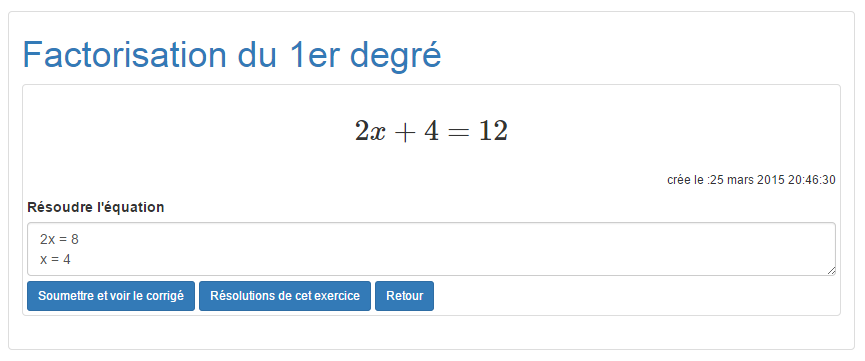 Factorisation du 1er degré
2x + 4 = 12
crée le :25 mars 2015 20:46:30
Résoudre l'équation
2x = 8
x = 4
Soumettre et voir le corrigé Résolutions de cet exercice Retour